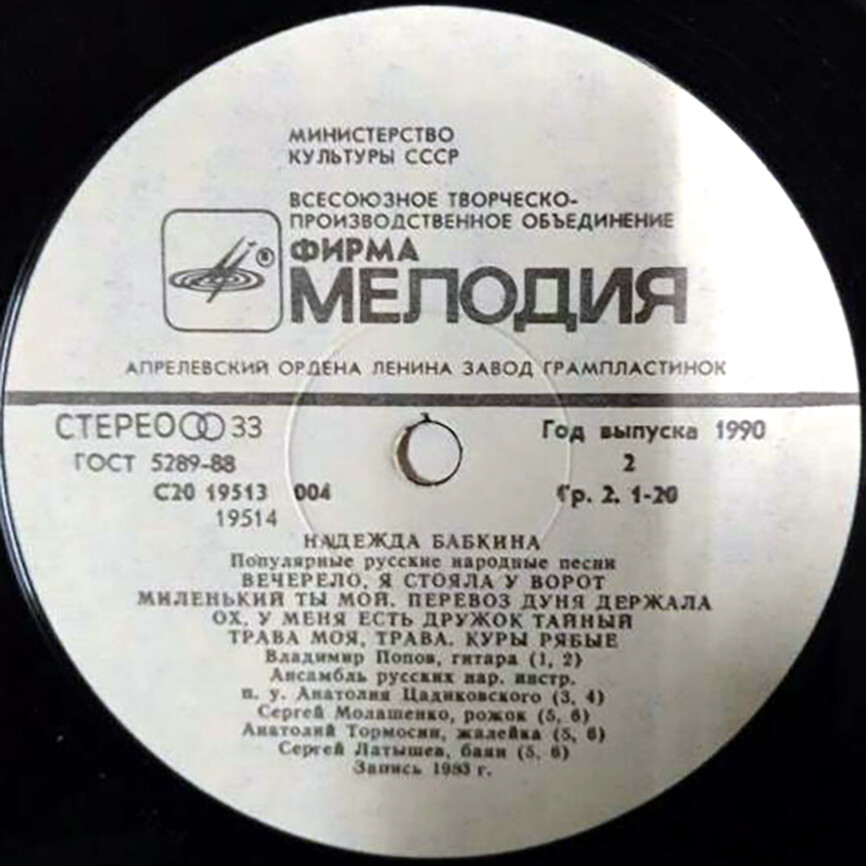 МИНИСТЕРСТВО
КУЛЬТУРЫ СССР
ВСЕСОЮЗНОЕ ТВОРЧЕСКО-
ПРОИЗВОДСТВЕННОЕ ОБЪЕДИНЕНИЕ
®
ФИРМА
МЕЛОДИЯ
АПРЕЛЕВСКИЙ ОРДЕНА ЛЕНИНА ЗАВОД ГРАМПЛАСТИНОК
СТЕРЕО 33
Год выпуска 1990
ГОСТ 5289-88
2
С20 19513 004
Гр. 2. 1-20
19514
НАДЕЖДА БАБКИНА
Популярные русские народные песни
ВЕЧЕРЕЛО, Я СТОЯЛА У ВОРОТ
МИЛЕНЬКИЙ ТЫ МОЙ. ПЕРЕВОЗ ДУНЯ ДЕРЖАЛА
ОХ, У МЕНЯ ЕСТЬ ДРУЖОК ТАЙНЫЙ
ТРАВА МОЯ, ТРАВА. КУРЫ РЯБЫЕ
Владимир Попов, гитара (1, 2)
Ансамбль русских нар. инстр.
п. у. Анатолия Цадиковского (3, 4)
Сергей Молашенко, рожок (5, 6)
Анатолий Тормосин, жалейка (5, 6)
Сергей Латышев, баян (5, 6)
Запись 1983 г.